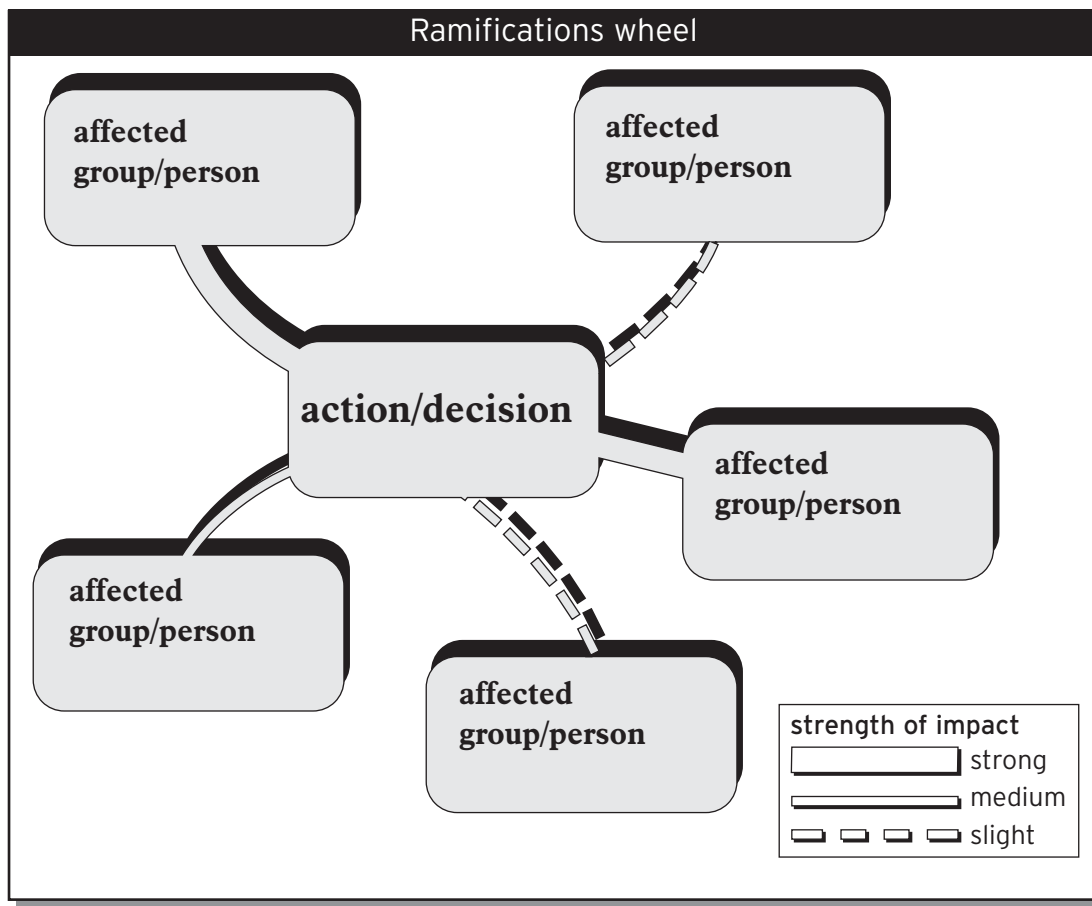 Ramifications wheel
affected
group/person
affected
group/person
action/decision
affected
group/person
affected
group/person
affected
group/person
strength of impact
strong
medium
slight